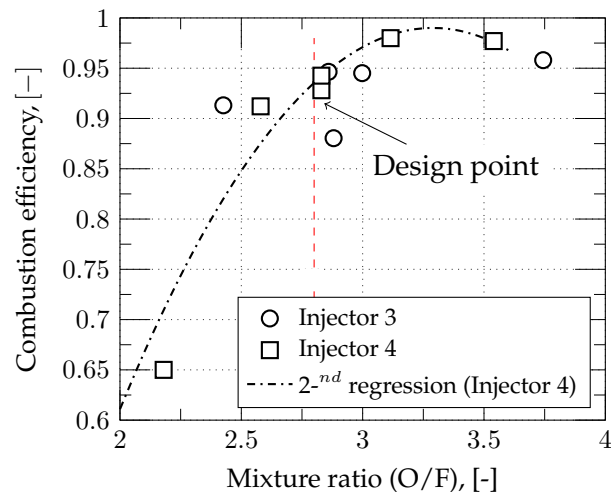 1
0.95
0.9
0.85
0.8
0.75
0.7
0.65
0.6
Combustion efficiency, [−]
Design point
Injector 3
Injector 4
2-nd regression (Injector 4)
2
2.5
3
3.5
4
Mixture ratio (O/F), [-]